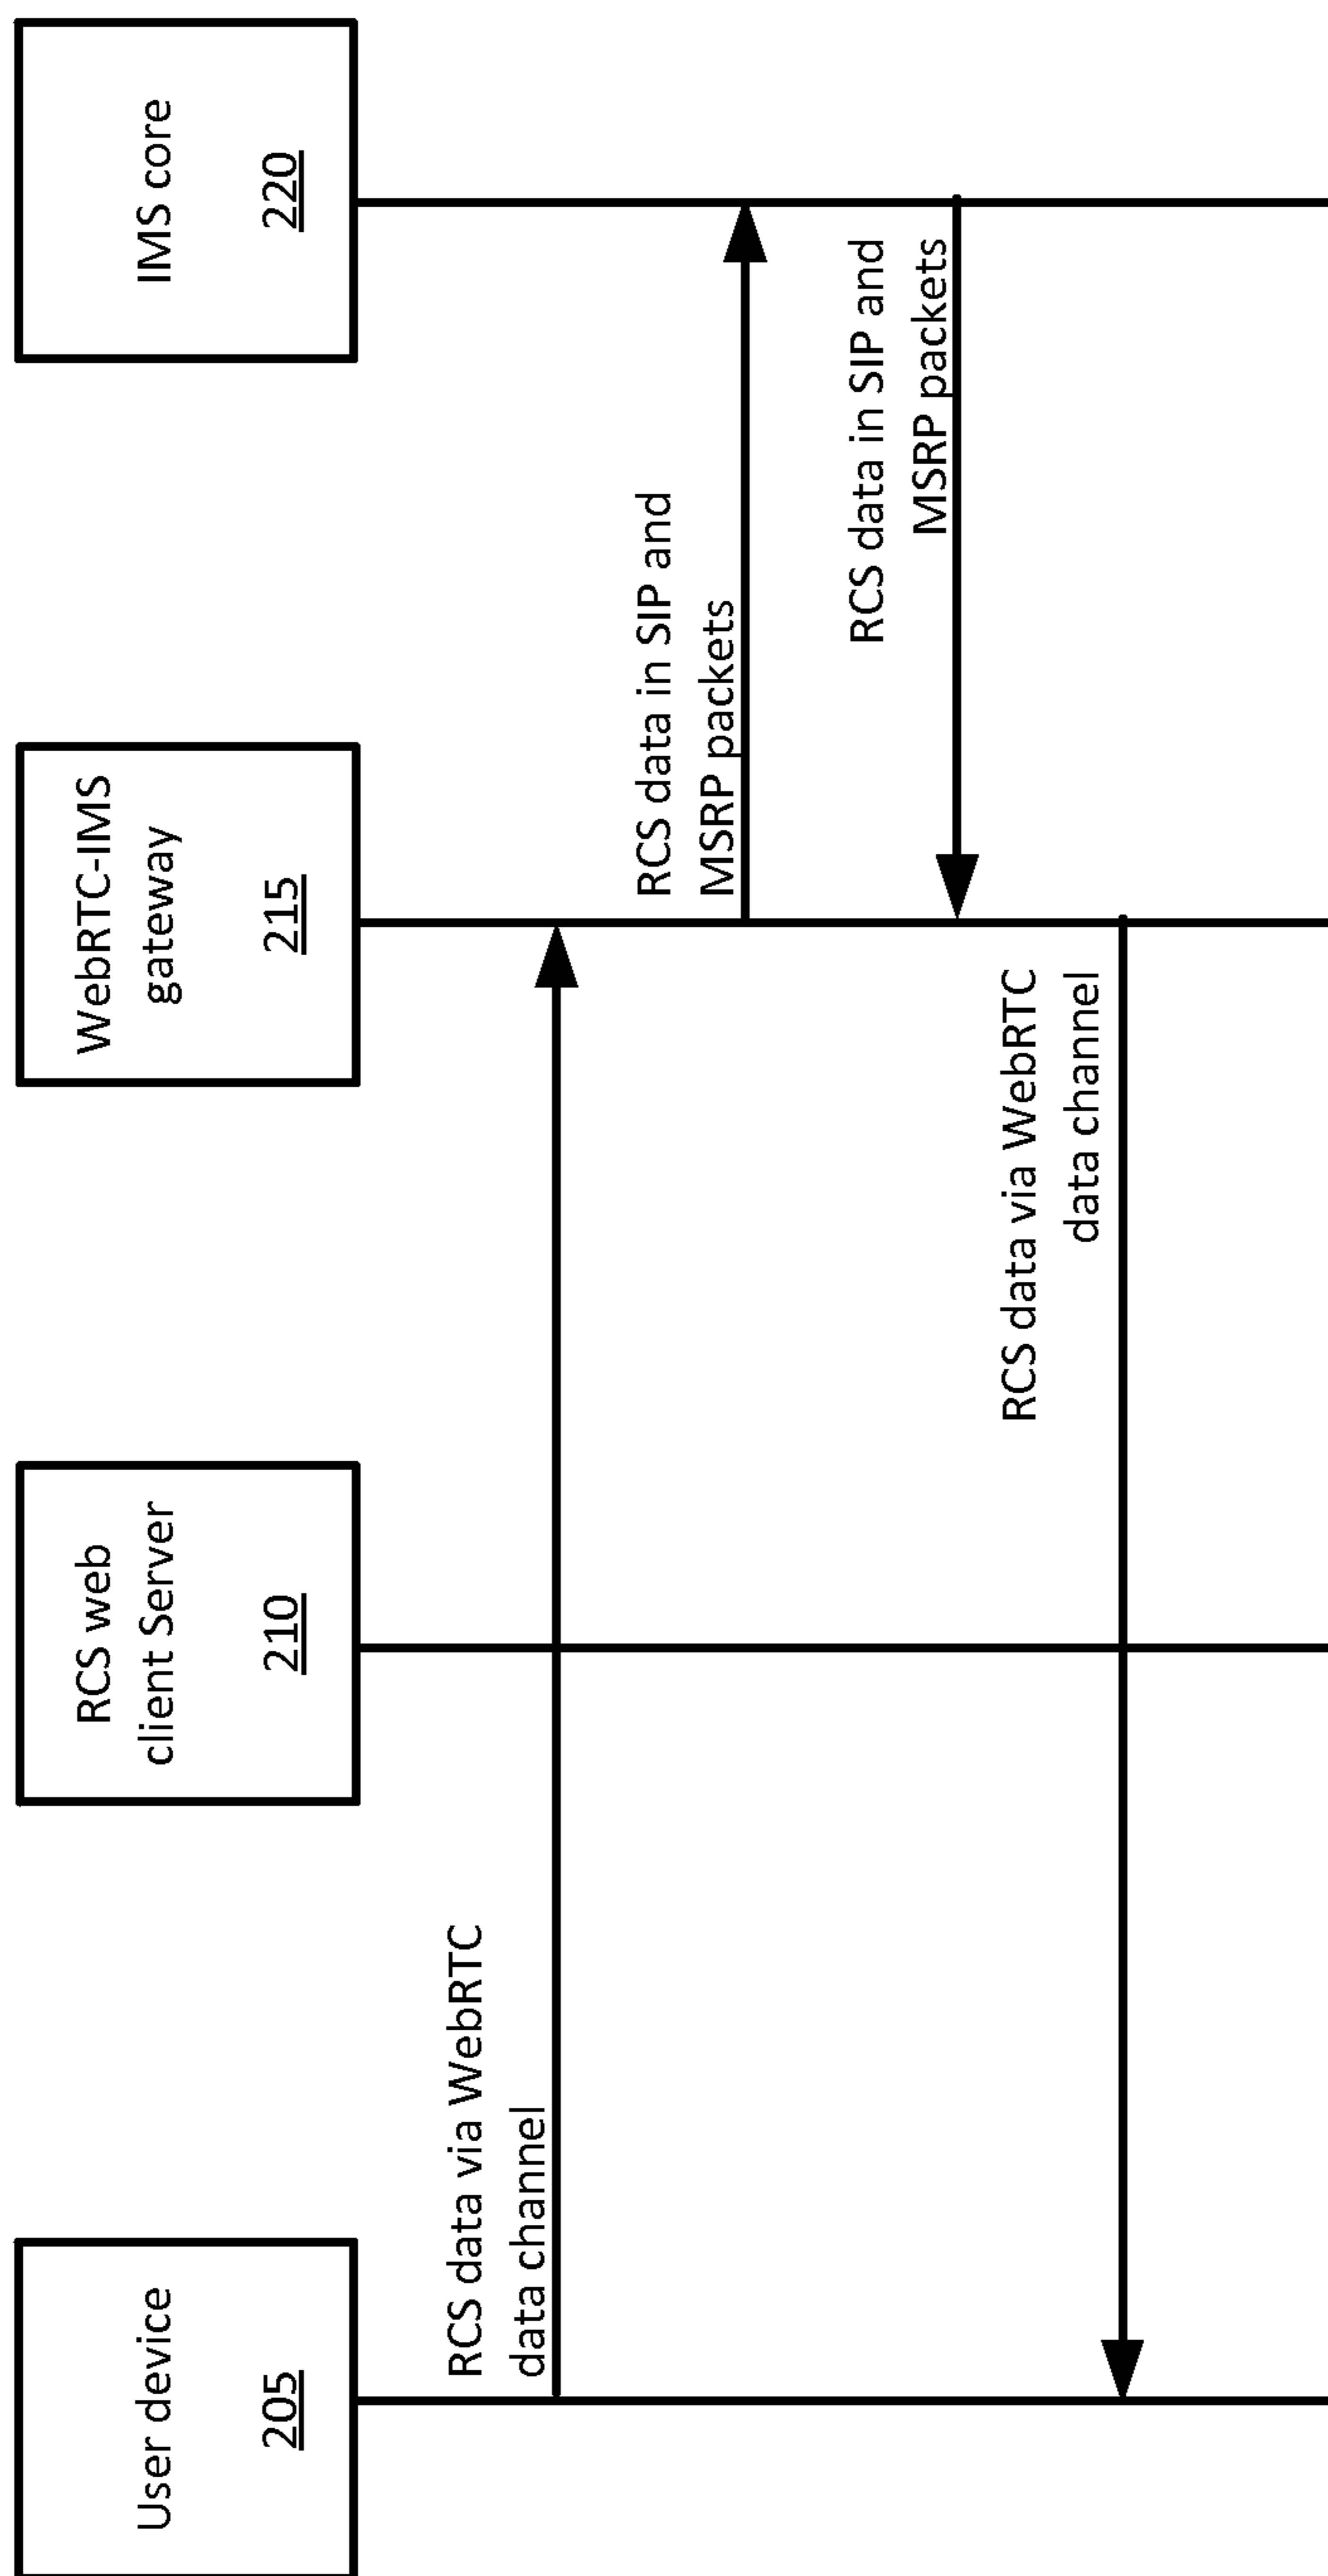 User device
205
RCS web
client Server
210
WebRTC-IMS
gateway
215
IMS core
220
RCS data via WebRTC
data channel
RCS data in SIP and
MSRP packets
RCS data in SIP and
MSRP packets
RCS data via WebRTC
data channel